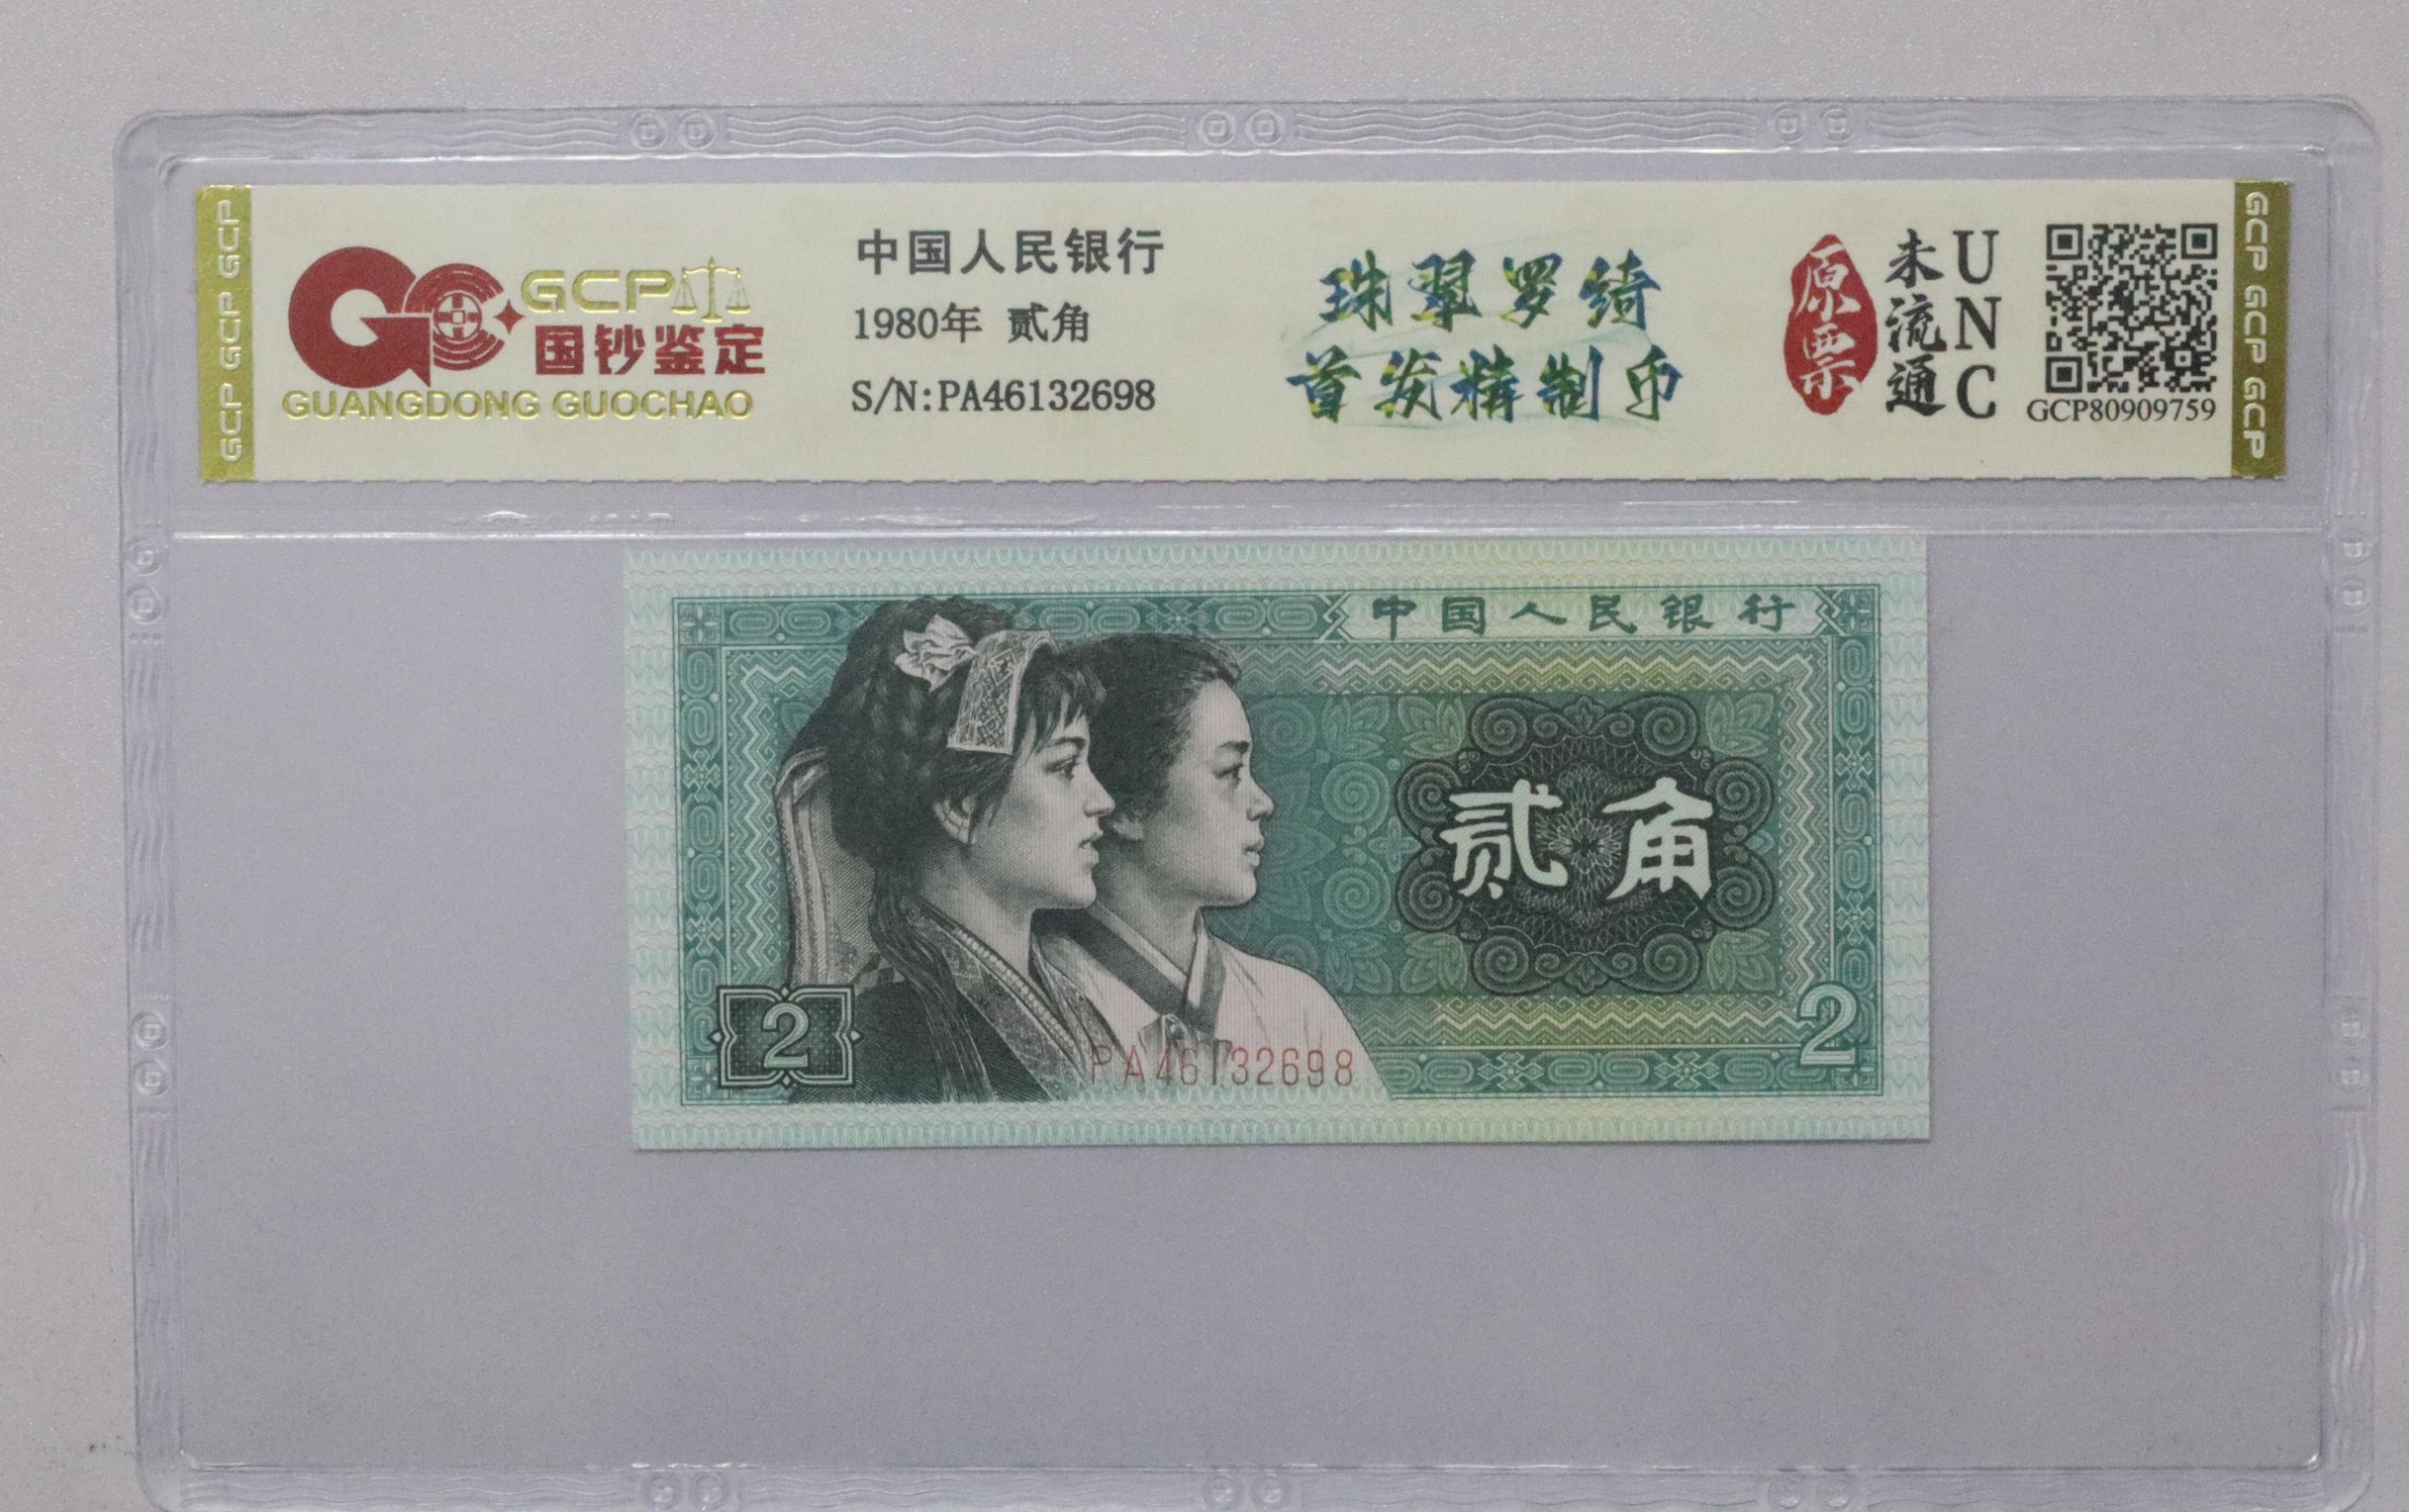 GCP GCP GCP
GCP
国钞鉴定
GUANGDONG GUOCHAO
中国人民银行
1980年 贰角
S/N:PA46132698
珠翠罗绮
首发精制币
原票
未流通
UNC
GCP80909759
GCP GCP GCP
中国人民银行
贰角
2
2
PA46132698